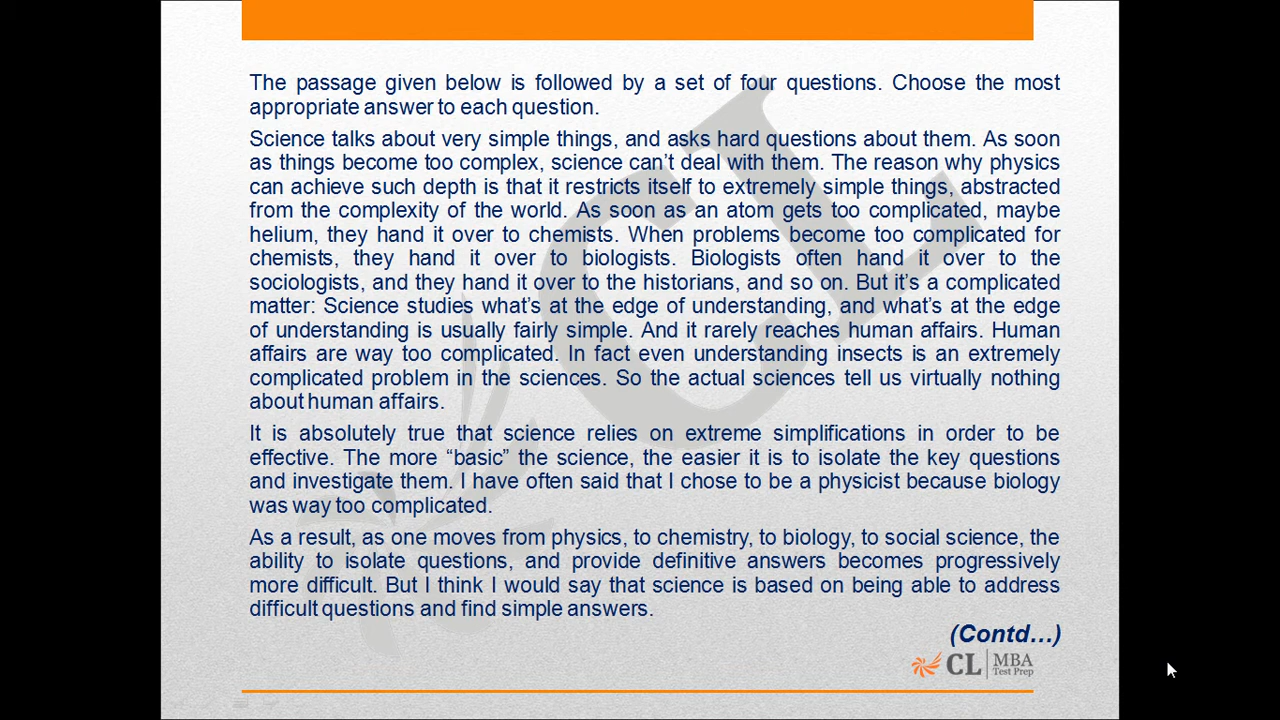 The passage given below is followed by a set of four questions. Choose the most
appropriate answer to each question.
Science talks about very simple things, and asks hard questions about them. As soon
as things become too complex, science can't deal with them. The reason why physics
can achieve such depth is that it restricts itself to extremely simple things, abstracted
from the complexity of the world. As soon as an atom gets too complicated, maybe
helium, they hand it over to chemists. When problems become too complicated for
chemists, they hand it over to biologists. Biologists often hand it over to the
sociologists, and they hand it over to the historians, and so on. But it's a complicated
matter: Science studies what's at the edge of understanding, and what's at the edge
of understanding is usually fairly simple. And it rarely reaches human affairs. Human
affairs are way too complicated. In fact even understanding insects is an extremely
complicated problem in the sciences. So the actual sciences tell us virtually nothing
about human affairs.
It is absolutely true that science relies on extreme simplifications in order to be
effective. The more “basic” the science, the easier it is to isolate the key questions
and investigate them. I have often said that I chose to be a physicist because biology
was way too complicated.
As a result, as one moves from physics, to chemistry, to biology, to social science, the
ability to isolate questions, and provide definitive answers becomes progressively
more difficult. But I think I would say that science is based on being able to address
difficult questions and find simple answers.
(Contd…)
CL MBA
Test Prep
CL